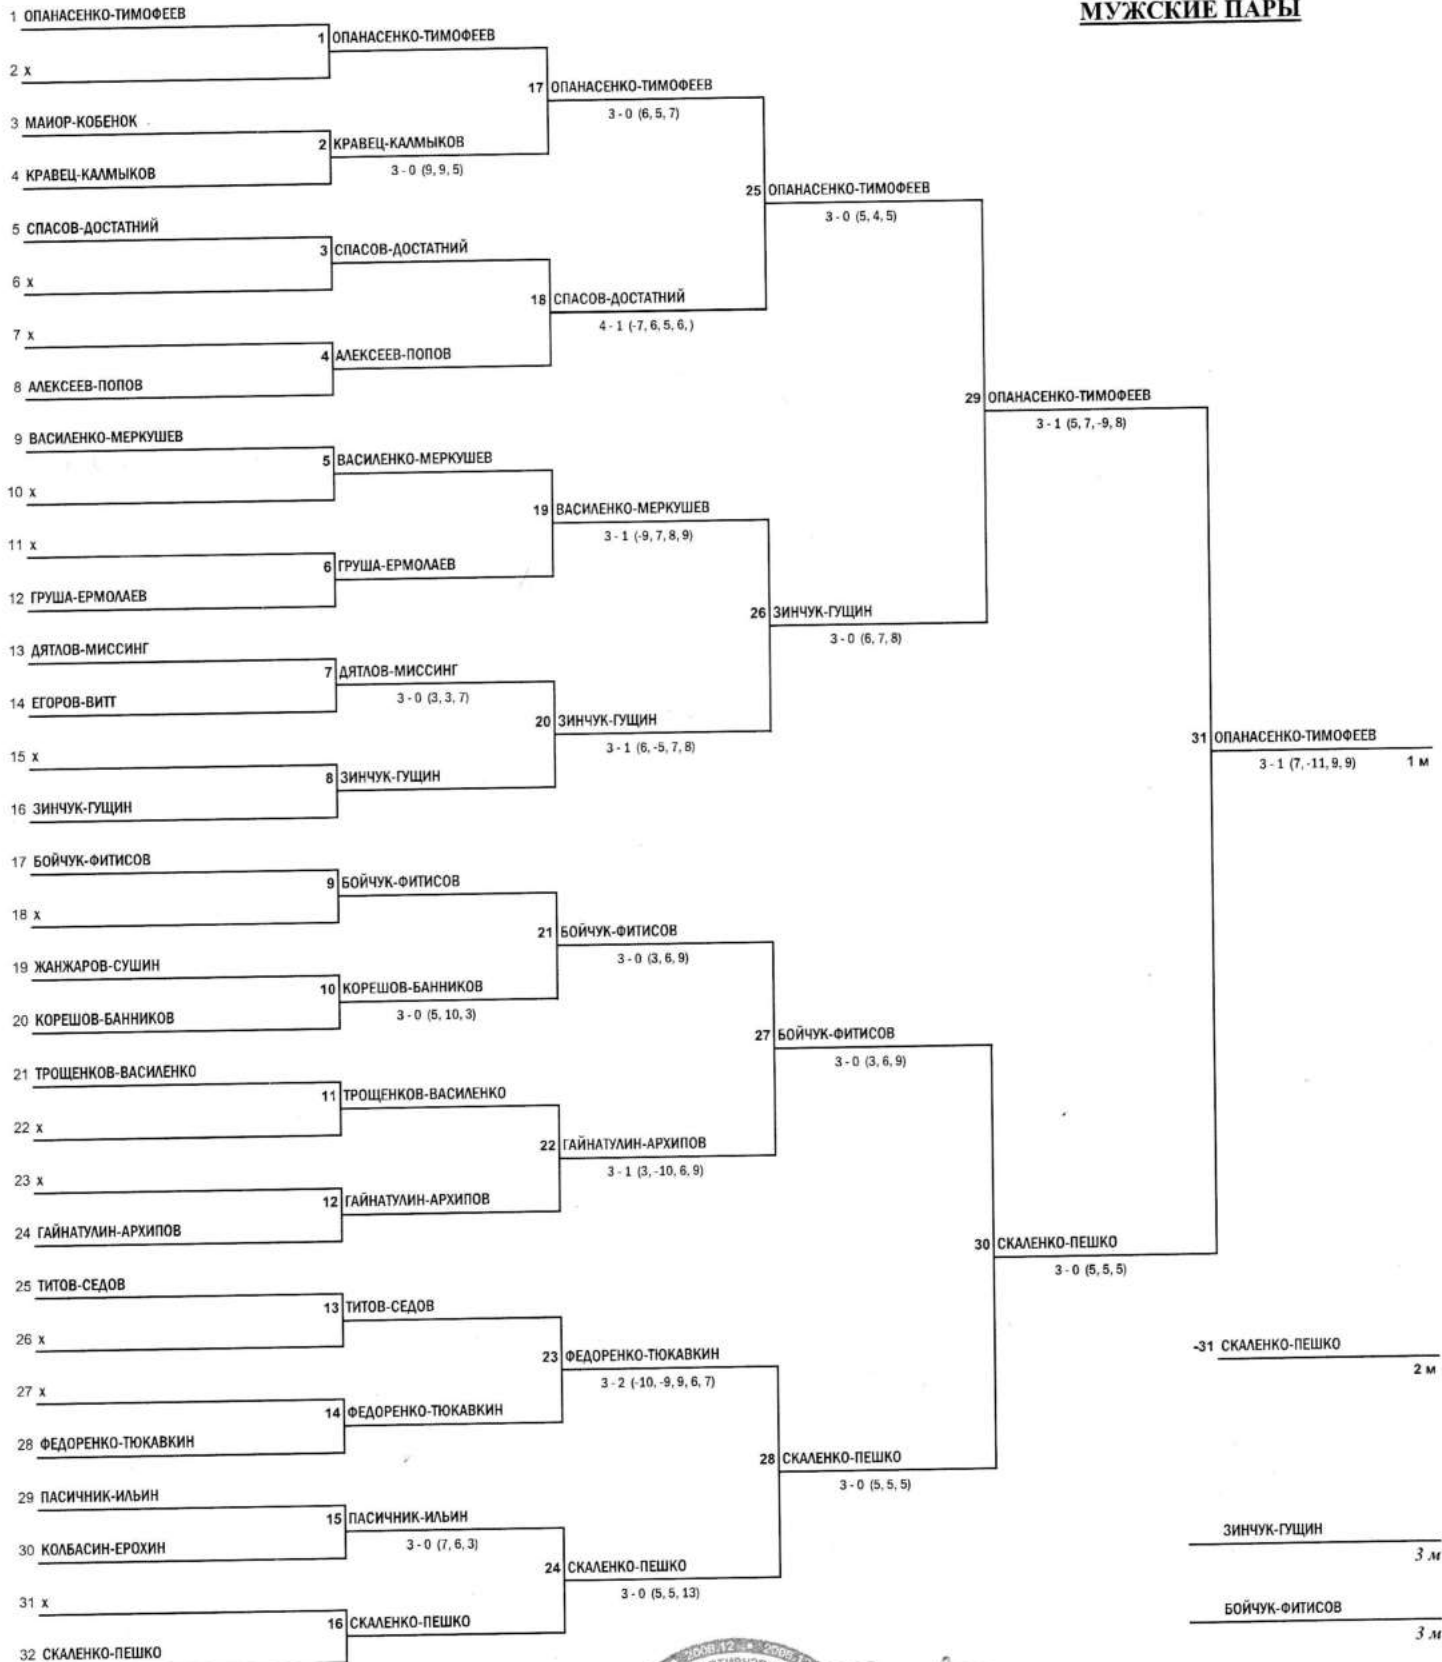 МУЖСКИЕ ПАРЫ
1 ОПАНАСЕНКО-ТИМОФЕЕВ
1 ОПАНАСЕНКО-ТИМОФЕЕВ
2 х
17 ОПАНАСЕНКО-ТИМОФЕЕВ
3 - 0 (6, 5, 7)
3 МАИОР-КОБЕНОК
2 КРАВЕЦ-КАЛМЫКОВ
3 - 0 (9, 9, 5)
4 КРАВЕЦ-КАЛМЫКОВ
25 ОПАНАСЕНКО-ТИМОФЕЕВ
3 - 0 (5, 4, 5)
5 СПАСОВ-ДОСТАТНИЙ
3 СПАСОВ-ДОСТАТНИЙ
6 х
18 СПАСОВ-ДОСТАТНИЙ
4 - 1 (-7, 6, 5, 6,)
7 х
4 АЛЕКСЕЕВ-ПОПОВ
8 АЛЕКСЕЕВ-ПОПОВ
29 ОПАНАСЕНКО-ТИМОФЕЕВ
3 - 1 (5, 7, -9, 8)
9 ВАСИЛЕНКО-МЕРКУШЕВ
5 ВАСИЛЕНКО-МЕРКУШЕВ
10 х
19 ВАСИЛЕНКО-МЕРКУШЕВ
3 - 1 (-9, 7, 8, 9)
11 х
6 ГРУША-ЕРМОЛАЕВ
12 ГРУША-ЕРМОЛАЕВ
26 ЗИНЧУК-ГУЩИН
3 - 0 (6, 7, 8)
13 ДЯТЛОВ-МИССИНГ
7 ДЯТЛОВ-МИССИНГ
3 - 0 (3, 3, 7)
14 ЕГОРОВ-ВИТТ
20 ЗИНЧУК-ГУЩИН
3 - 1 (6, -5, 7, 8)
15 х
8 ЗИНЧУК-ГУЩИН
16 ЗИНЧУК-ГУЩИН
31 ОПАНАСЕНКО-ТИМОФЕЕВ
3 - 1 (7, -11, 9, 9) 1 м
17 БОЙЧУК-ФИТИСОВ
9 БОЙЧУК-ФИТИСОВ
18 х
21 БОЙЧУК-ФИТИСОВ
3 - 0 (3, 6, 9)
19 ЖАНЖАРОВ-СУШИН
10 КОРЕШОВ-БАННИКОВ
3 - 0 (5, 10, 3)
20 КОРЕШОВ-БАННИКОВ
27 БОЙЧУК-ФИТИСОВ
3 - 0 (3, 6, 9)
21 ТРОЩЕНКОВ-ВАСИЛЕНКО
11 ТРОЩЕНКОВ-ВАСИЛЕНКО
22 х
22 ГАЙНАТУЛИН-АРХИПОВ
3 - 1 (3, -10, 6, 9)
23 х
12 ГАЙНАТУЛИН-АРХИПОВ
24 ГАЙНАТУЛИН-АРХИПОВ
30 СКАЛЕНКО-ПЕШКО
3 - 0 (5, 5, 5)
25 ТИТОВ-СЕДОВ
13 ТИТОВ-СЕДОВ
26 х
23 ФЕДОРЕНКО-ТЮКАВКИН
3 - 2 (-10, -9, 9, 6, 7)
-31 СКАЛЕНКО-ПЕШКО
2 м
27 х
14 ФЕДОРЕНКО-ТЮКАВКИН
28 ФЕДОРЕНКО-ТЮКАВКИН
28 СКАЛЕНКО-ПЕШКО
3 - 0 (5, 5, 5)
29 ПАСИЧНИК-ИЛЬИН
15 ПАСИЧНИК-ИЛЬИН
3 - 0 (7, 6, 3)
30 КОЛБАСИН-ЕРОХИН
24 СКАЛЕНКО-ПЕШКО
3 - 0 (5, 5, 13)
ЗИНЧУК-ГУЩИН
3 м
31 х
16 СКАЛЕНКО-ПЕШКО
32 СКАЛЕНКО-ПЕШКО
БОЙЧУК-ФИТИСОВ
3 м